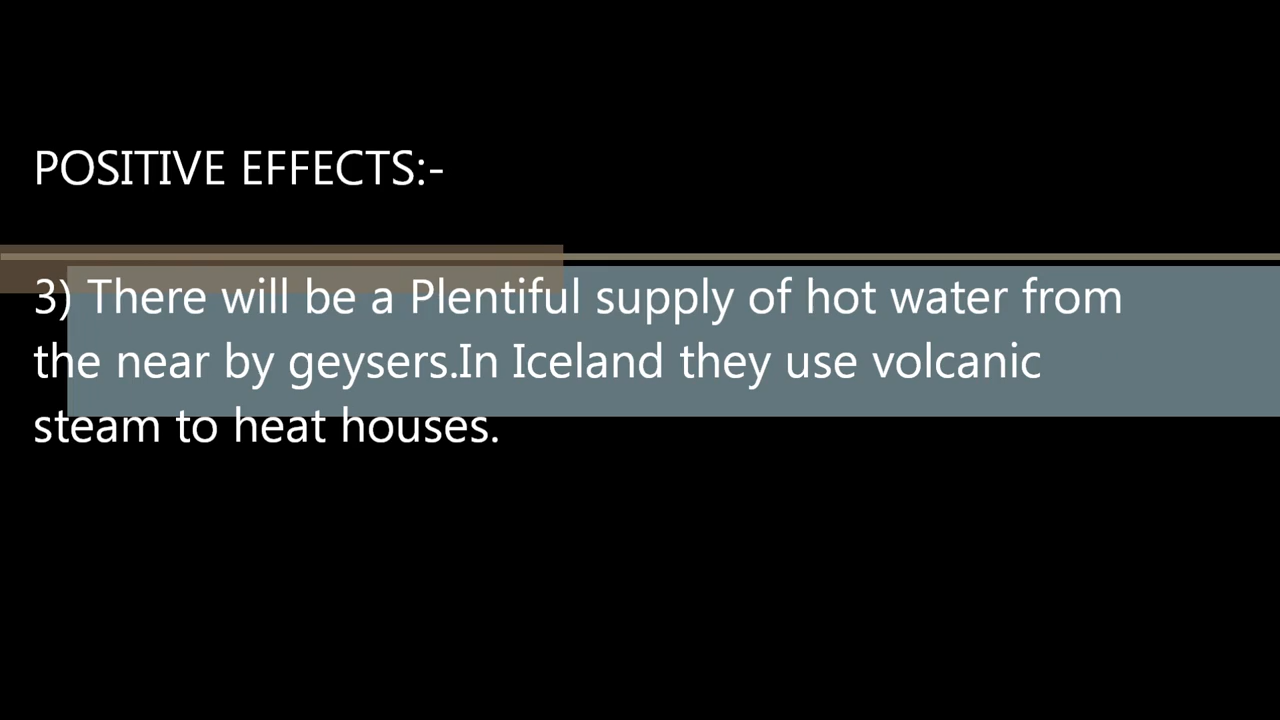 POSITIVE EFFECTS:-
3) There will be a Plentiful supply of hot water from
the near by geysers.In Iceland they use volcanic
steam to heat houses.